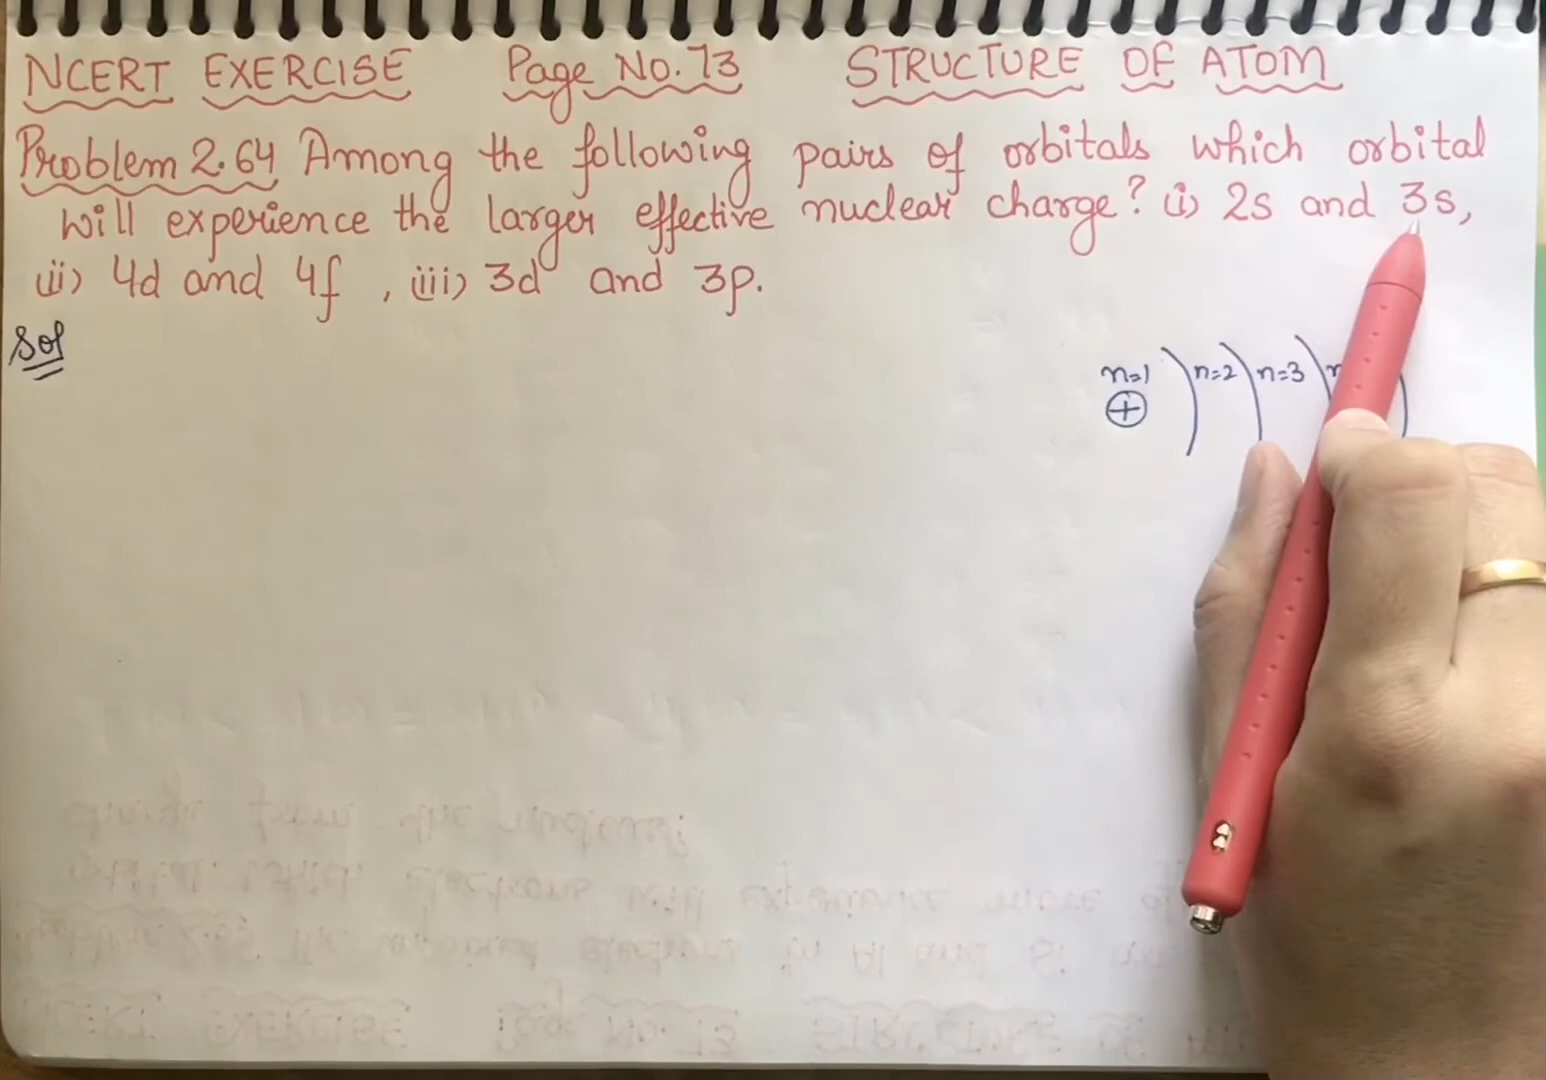 NCERT EXERCISE Page No. 73 STRUCTURE OF ATOM
Problem 2.64 Among the following pairs of orbitals which orbital
will experience the larger effective nuclear charge? (i) 2s and 3s,
(ii) 4d and 4f , (iii) 3d and 3p.
Sol
n=1 n=2 n=3
+